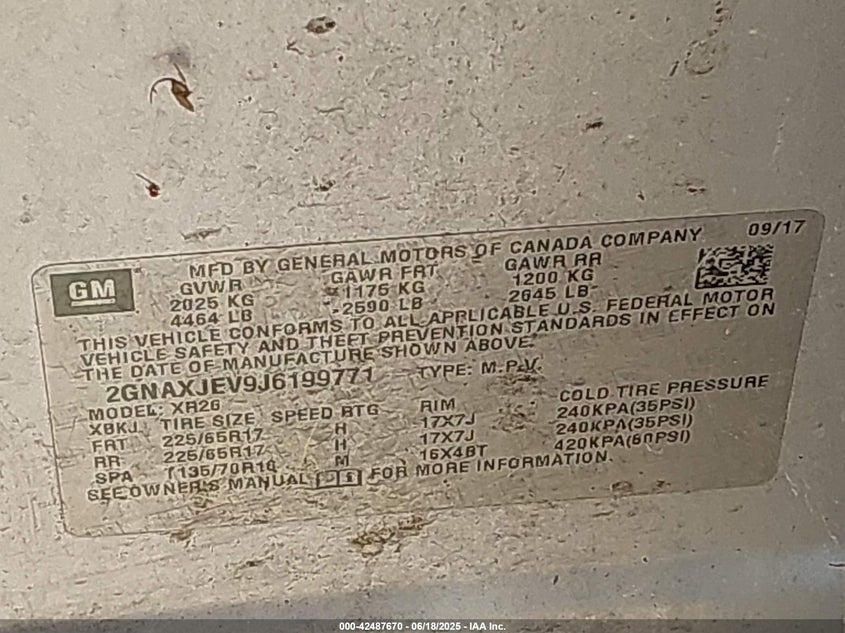 09/17
GM
MFD BY GENERAL MOTORS OF CANADA COMPANY
GVWR GAWR FRT GAWR RR
2025 KG 1175 KG 1200 KG
4464 LB 2590 LB 2645 LB
THIS VEHICLE CONFORMS TO ALL APPLICABLE U.S. FEDERAL MOTOR
VEHICLE SAFETY AND THEFT PREVENTION STANDARDS IN EFFECT ON
THE DATE OF MANUFACTURE SHOWN ABOVE.
2GNAXJEV9J6199771 TYPE: M.P.V.
MODEL: XR26
XBKJ TIRE SIZE SPEED RTG RIM COLD TIRE PRESSURE
FRT 225/65R17 H 17X7J 240KPA(35PSI)
RR 225/65R17 H 17X7J 240KPA(35PSI)
SPA T135/70R16 M 16X4BT 420KPA(60PSI)
SEE OWNER'S MANUAL FOR MORE INFORMATION.
000-42487670 - 06/18/2025 - IAA Inc.